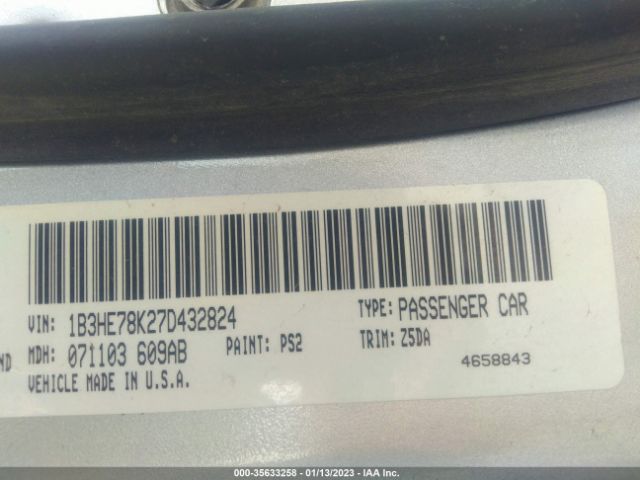 VIN: 1B3HE78K27D432824
TYPE: PASSENGER CAR
ND MDH: 071103 609AB
PAINT: PS2
TRIM: Z5DA
VEHICLE MADE IN U.S.A.
4658843
000-35633258 - 01/13/2023 - IAA Inc.